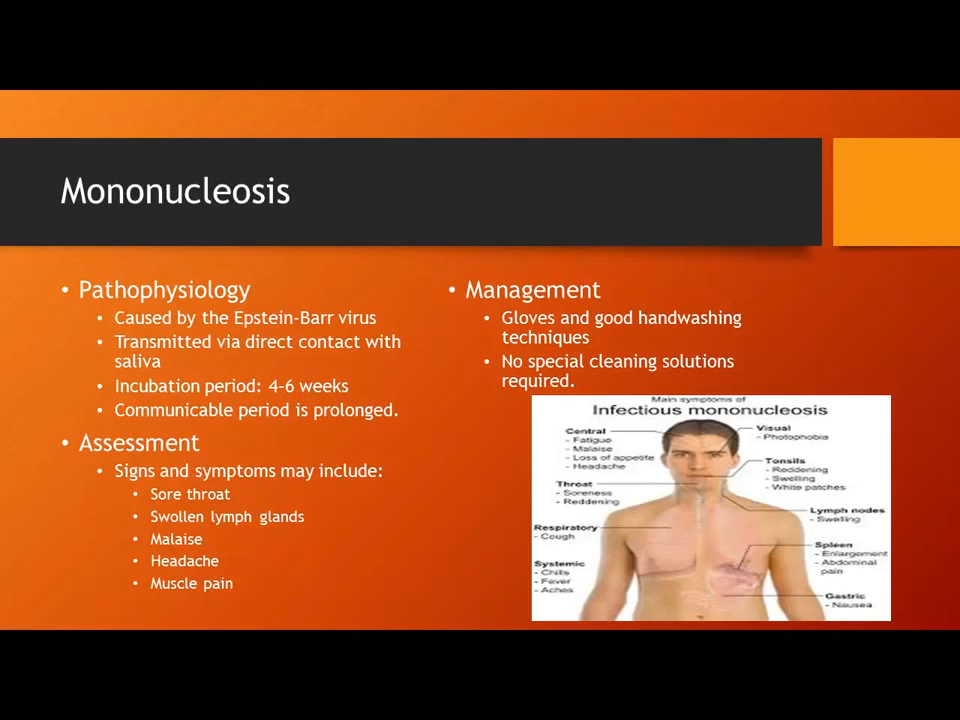 Mononucleosis
• Pathophysiology
• Caused by the Epstein-Barr virus
• Transmitted via direct contact with
saliva
• Incubation period: 4-6 weeks
• Communicable period is prolonged.
• Assessment
• Signs and symptoms may include:
• Sore throat
• Swollen lymph glands
• Malaise
• Headache
• Muscle pain
• Management
• Gloves and good handwashing
techniques
• No special cleaning solutions
required.
Main symptoms of
Infectious mononucleosis
Central
- Fatigue
- Malaise
- Loss of appetite
- Headache
Visual
- Photophobia
Tonsils
- Reddening
- Swelling
- White patches
Throat
- Soreness
- Reddening
Lymph nodes
- Swelling
Respiratory
- Cough
Spleen
- Enlargement
- Abdominal
pain
Systemic
- Chills
- Fever
- Aches
Gastric
- Nausea